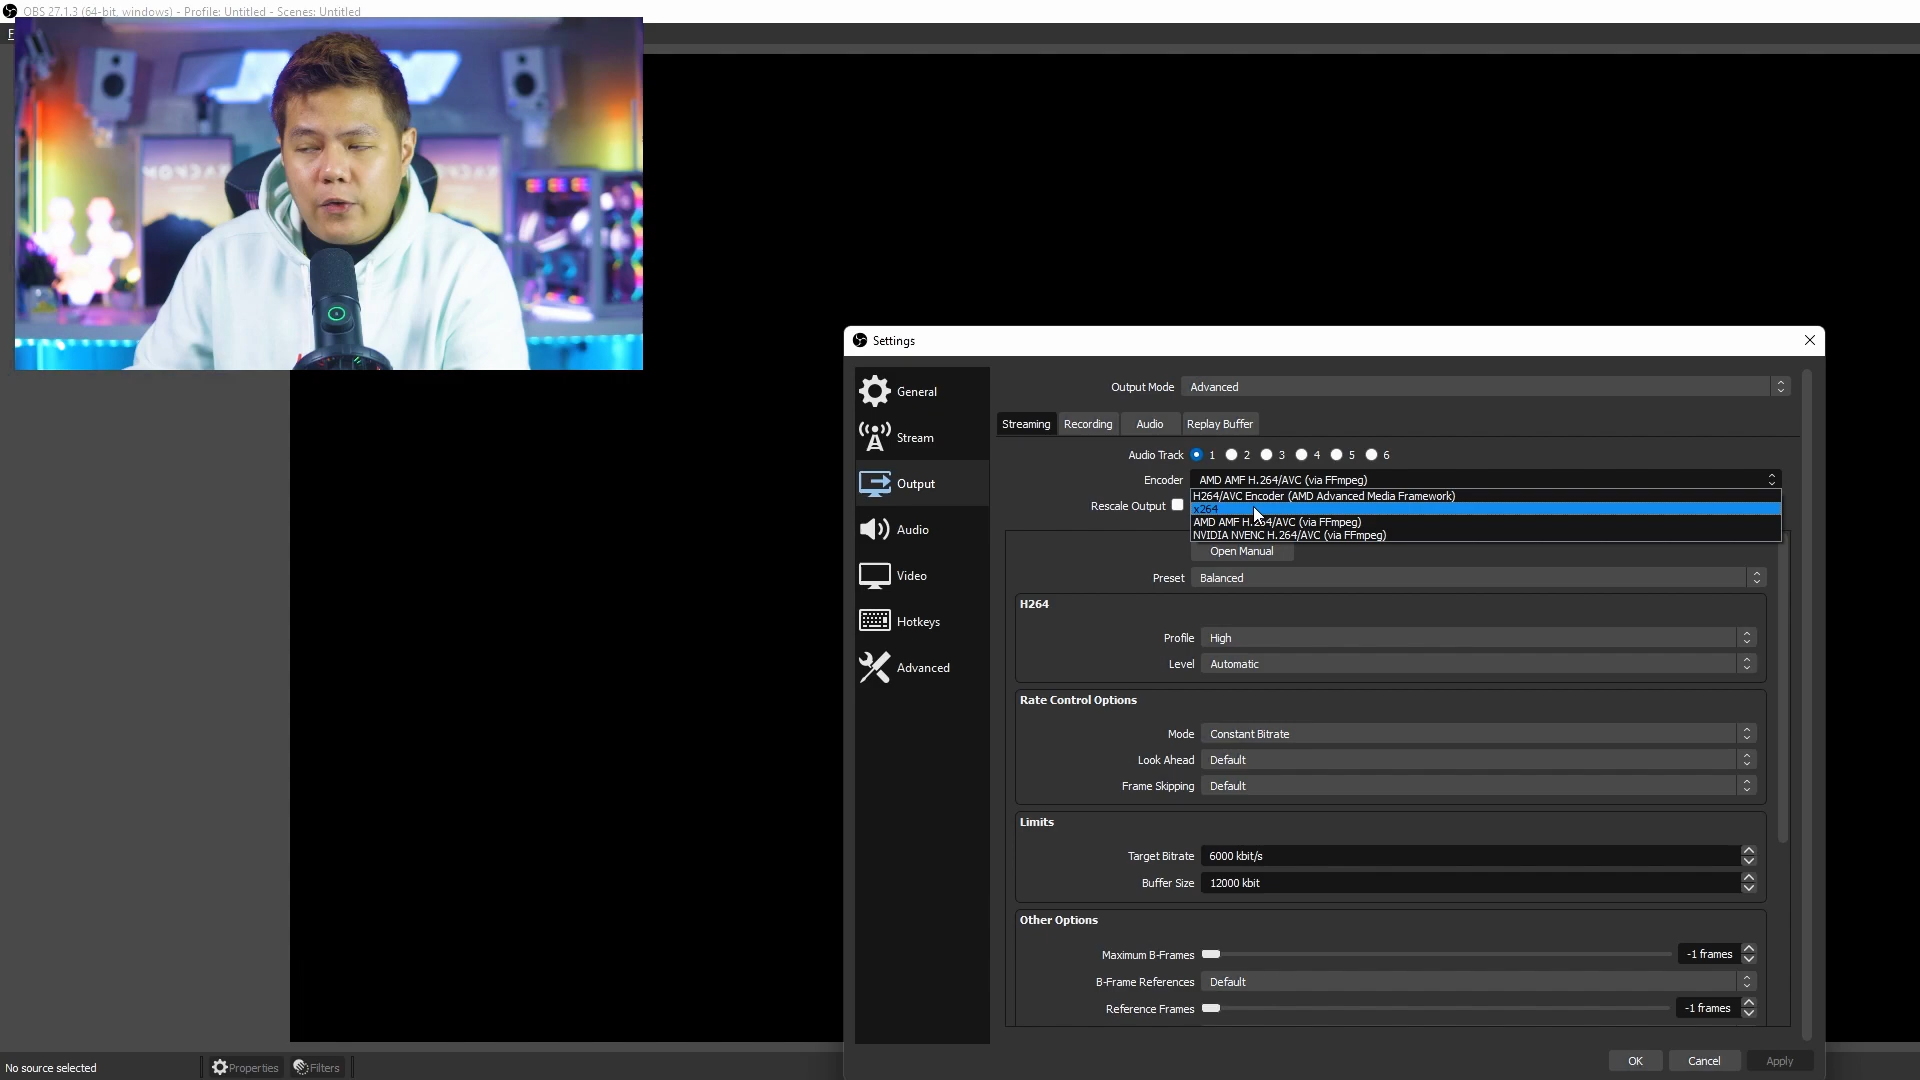 OBS 27.1.3 (64-bit, windows) - Profile: Untitled - Scenes: Untitled
F
Settings
General
Stream
Output
Audio
Video
Hotkeys
Advanced
Output Mode Advanced
Streaming Recording Audio Replay Buffer
Audio Track 1 2 3 4 5 6
Encoder AMD AMF H.264/AVC (via FFmpeg)
H264/AVC Encoder (AMD Advanced Media Framework)
Rescale Output x264
AMD AMF H.264/AVC (via FFmpeg)
NVIDIA NVENC H.264/AVC (via FFmpeg)
Open Manual
Preset Balanced
H264
Profile High
Level Automatic
Rate Control Options
Mode Constant Bitrate
Look Ahead Default
Frame Skipping Default
Limits
Target Bitrate 6000 kbit/s
Buffer Size 12000 kbit
Other Options
Maximum B-Frames -1 frames
B-Frame References Default
Reference Frames -1 frames
OK Cancel Apply
No source selected Properties Filters